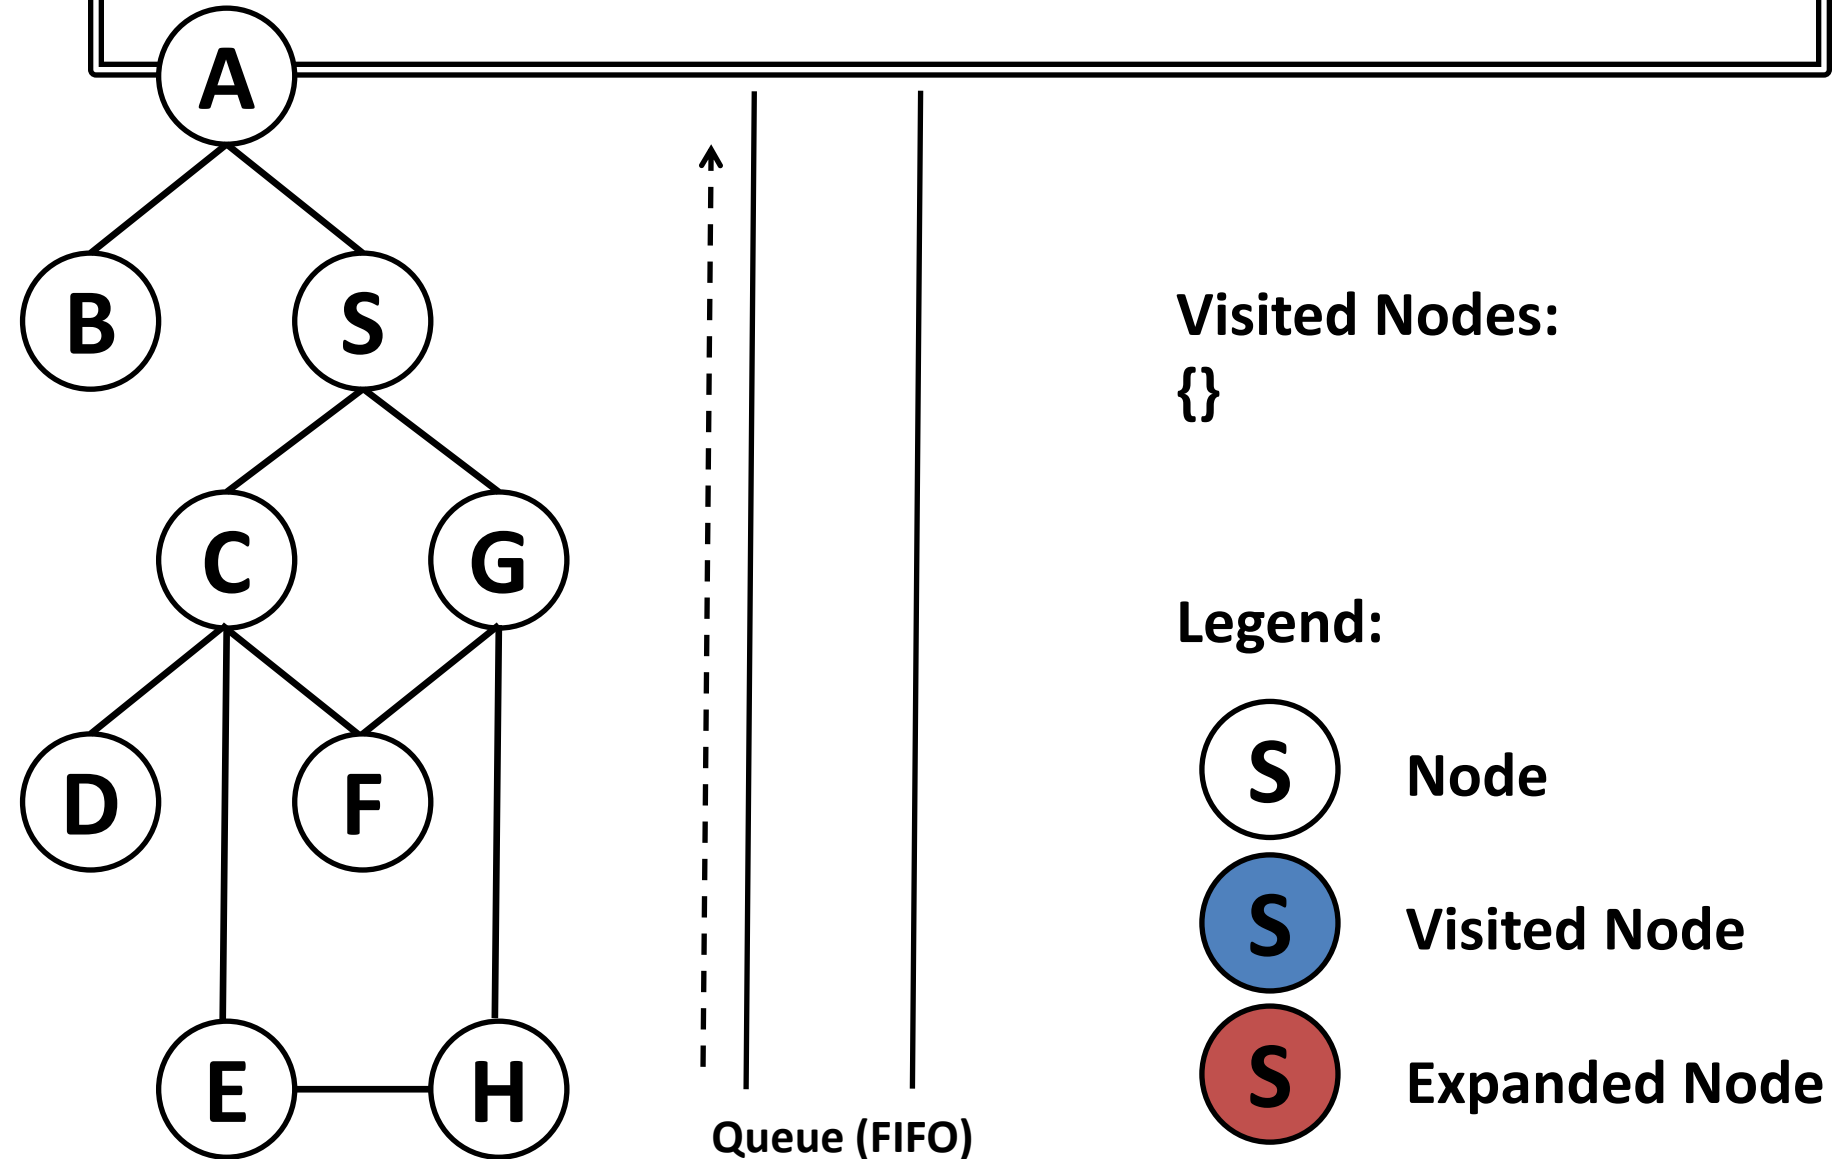 A
B
S
C
G
D
F
E
H
Queue (FIFO)
Visited Nodes:
{}
Legend:
S Node
S Visited Node
S Expanded Node